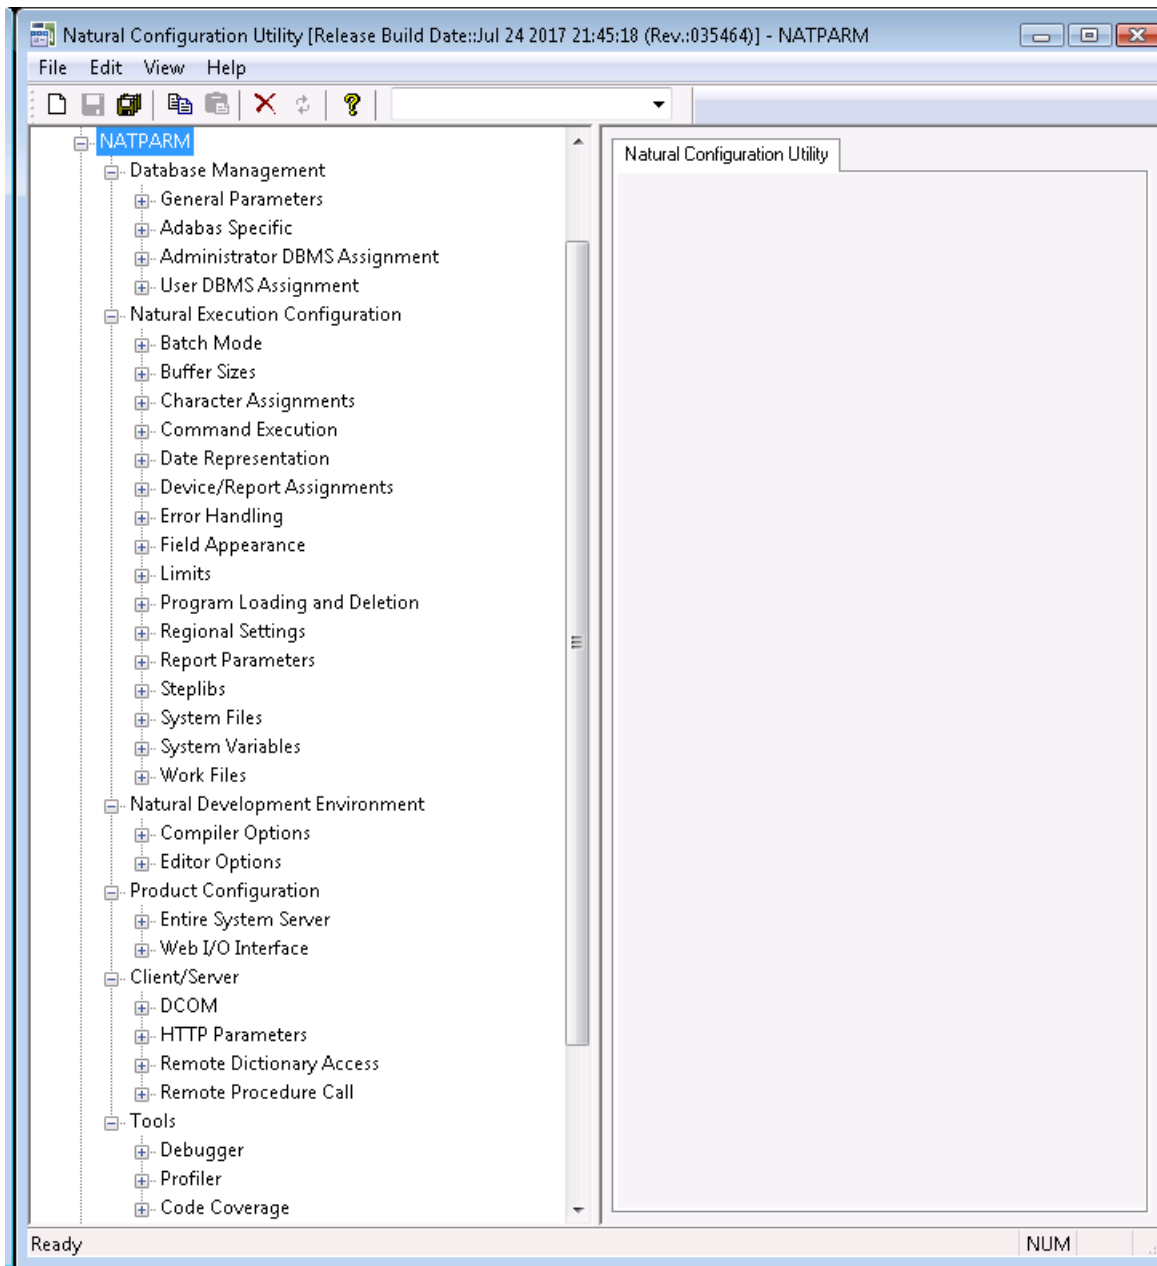 Natural Configuration Utility [Release Build Date::Jul 24 2017 21:45:18 (Rev.:035464)] - NATPARM
File Edit View Help
NATPARM
Natural Configuration Utility
Database Management
General Parameters
Adabas Specific
Administrator DBMS Assignment
User DBMS Assignment
Natural Execution Configuration
Batch Mode
Buffer Sizes
Character Assignments
Command Execution
Date Representation
Device/Report Assignments
Error Handling
Field Appearance
Limits
Program Loading and Deletion
Regional Settings
Report Parameters
Steplibs
System Files
System Variables
Work Files
Natural Development Environment
Compiler Options
Editor Options
Product Configuration
Entire System Server
Web I/O Interface
Client/Server
DCOM
HTTP Parameters
Remote Dictionary Access
Remote Procedure Call
Tools
Debugger
Profiler
Code Coverage
Ready NUM